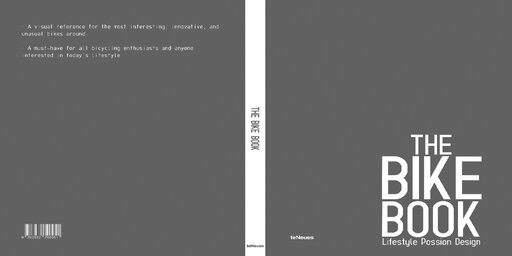 - A visual reference for the most interesting, innovative, and
unusual bikes around
- A must-have for all bicycling enthusiasts and anyone
interested in today's lifestyle
THE BIKE BOOK
teNeues
THE
BIKE
BOOK
Lifestyle Passion Design
teNeues